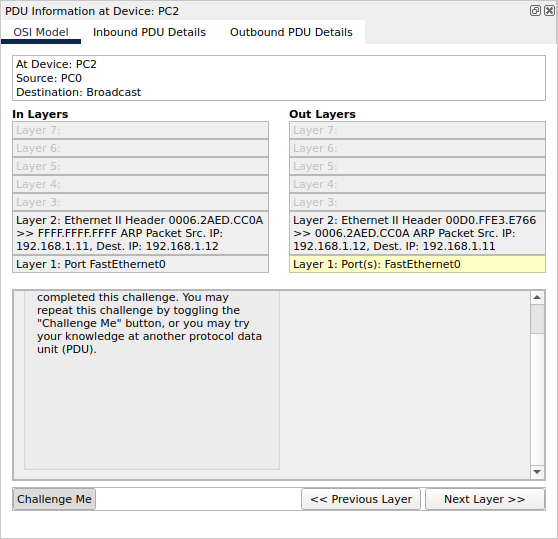 PDU Information at Device: PC2
OSI Model Inbound PDU Details Outbound PDU Details
At Device: PC2
Source: PC0
Destination: Broadcast
In Layers
Layer 7:
Layer 6:
Layer 5:
Layer 4:
Layer 3:
Layer 2: Ethernet II Header 0006.2AED.CC0A
>> FFFF.FFFF.FFFF ARP Packet Src. IP:
192.168.1.11, Dest. IP: 192.168.1.12
Layer 1: Port FastEthernet0
Out Layers
Layer 7:
Layer 6:
Layer 5:
Layer 4:
Layer 3:
Layer 2: Ethernet II Header 00D0.FFE3.E766
>> 0006.2AED.CC0A ARP Packet Src. IP:
192.168.1.12, Dest. IP: 192.168.1.11
Layer 1: Port(s): FastEthernet0
completed this challenge. You may
repeat this challenge by toggling the
"Challenge Me" button, or you may try
your knowledge at another protocol data
unit (PDU).
Challenge Me << Previous Layer Next Layer >>